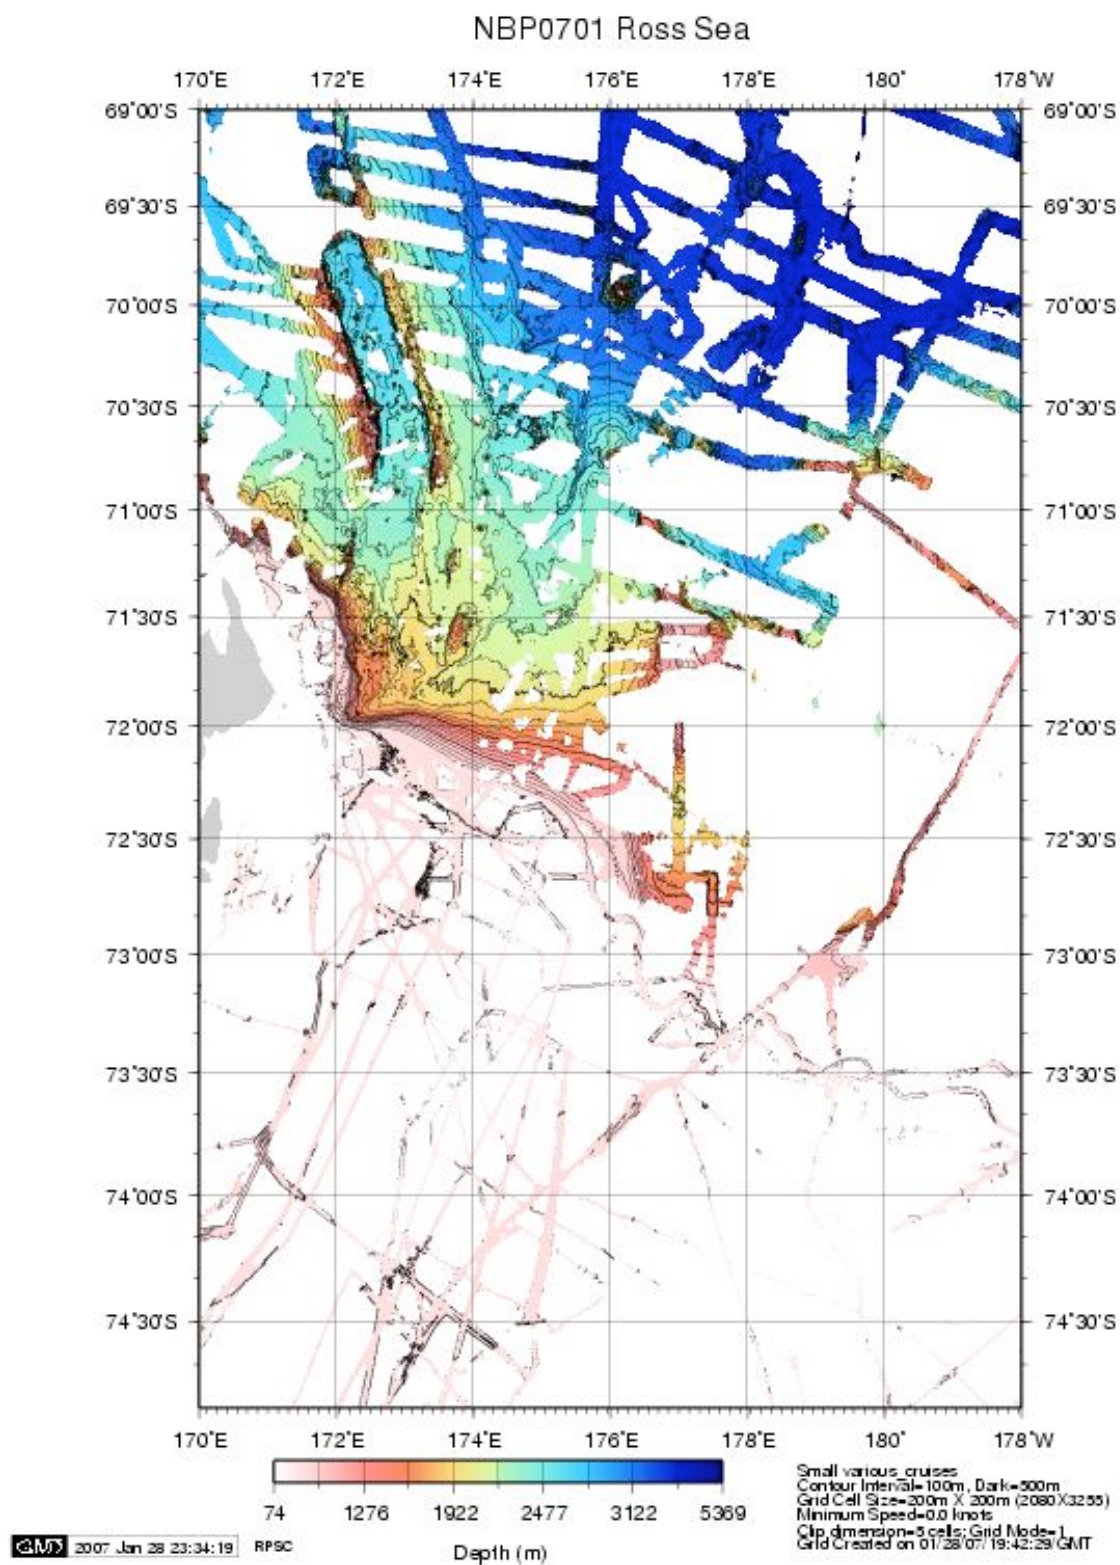 NBP0701 Ross Sea
170˚E 172˚E 174˚E 176˚E 178˚E 180˚ 178˚W
69˚00'S 69˚00'S
69˚30'S 69˚30'S
70˚00'S 70˚00'S
70˚30'S 70˚30'S
71˚00'S 71˚00'S
71˚30'S 71˚30'S
72˚00'S 72˚00'S
72˚30'S 72˚30'S
73˚00'S 73˚00'S
73˚30'S 73˚30'S
74˚00'S 74˚00'S
74˚30'S 74˚30'S
170˚E 172˚E 174˚E 176˚E 178˚E 180˚ 178˚W
74 1276 1922 2477 3122 5369
Depth (m)
Small various_cruises
Contour Interval=100m, Dark=500m
Grid Cell Size=200m X 200m (2080X3255)
Minimum Speed=0.0 knots
Clip dimension=5 cells; Grid Mode=1
Grid Created on 01/28/07/19:42:29/GMT
GMT 2007 Jan 28 23:34:19 RPSC